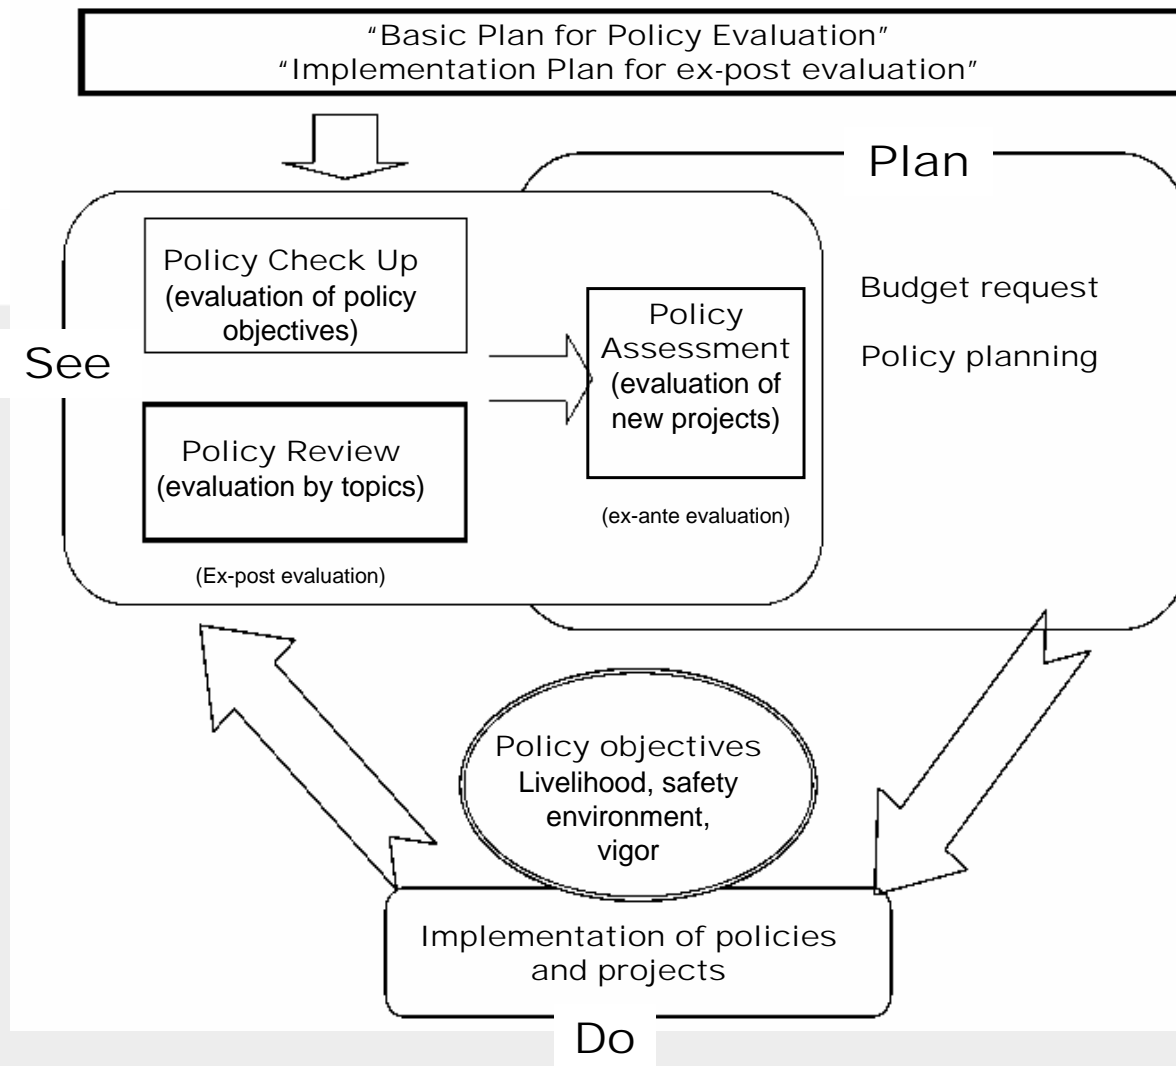 “Basic Plan for Policy Evaluation”
“Implementation Plan for ex-post evaluation”
Plan
See
Policy Check Up
(evaluation of policy
objectives)
Policy Review
(evaluation by topics)
(Ex-post evaluation)
Policy
Assessment
(evaluation of
new projects)
(ex-ante evaluation)
Budget request
Policy planning
Policy objectives
Livelihood, safety
environment,
vigor
Implementation of policies
and projects
Do